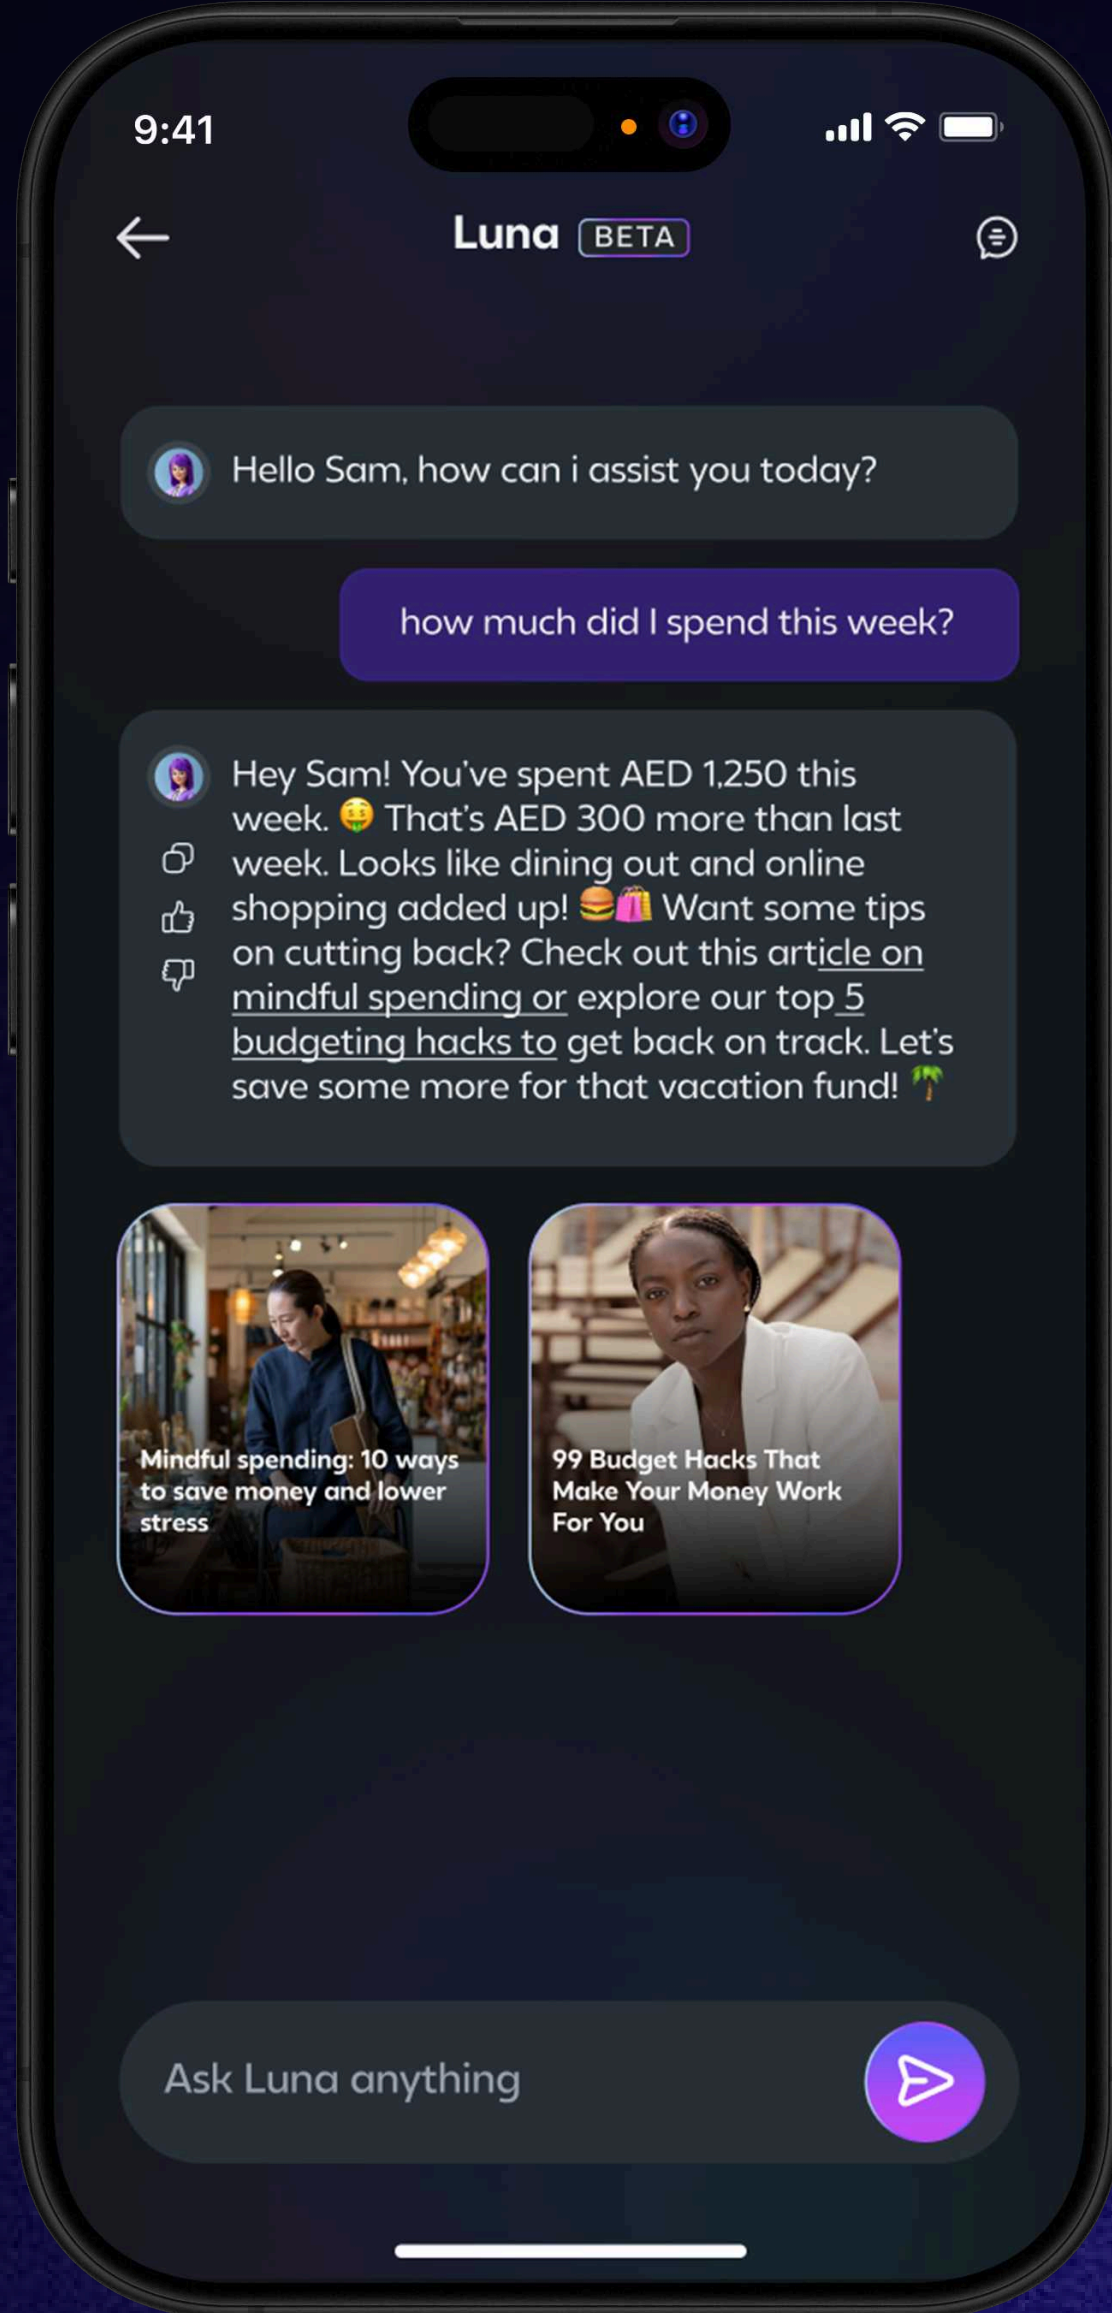 9:41
Luna BETA
Hello Sam, how can i assist you today?
how much did I spend this week?
Hey Sam! You've spent AED 1,250 this
week. 🤑 That's AED 300 more than last
week. Looks like dining out and online
shopping added up! 🍔🛍️ Want some tips
on cutting back? Check out this article on
mindful spending or explore our top 5
budgeting hacks to get back on track. Let's
save some more for that vacation fund! 🌴
Mindful spending: 10 ways
to save money and lower
stress
99 Budget Hacks That
Make Your Money Work
For You
Ask Luna anything